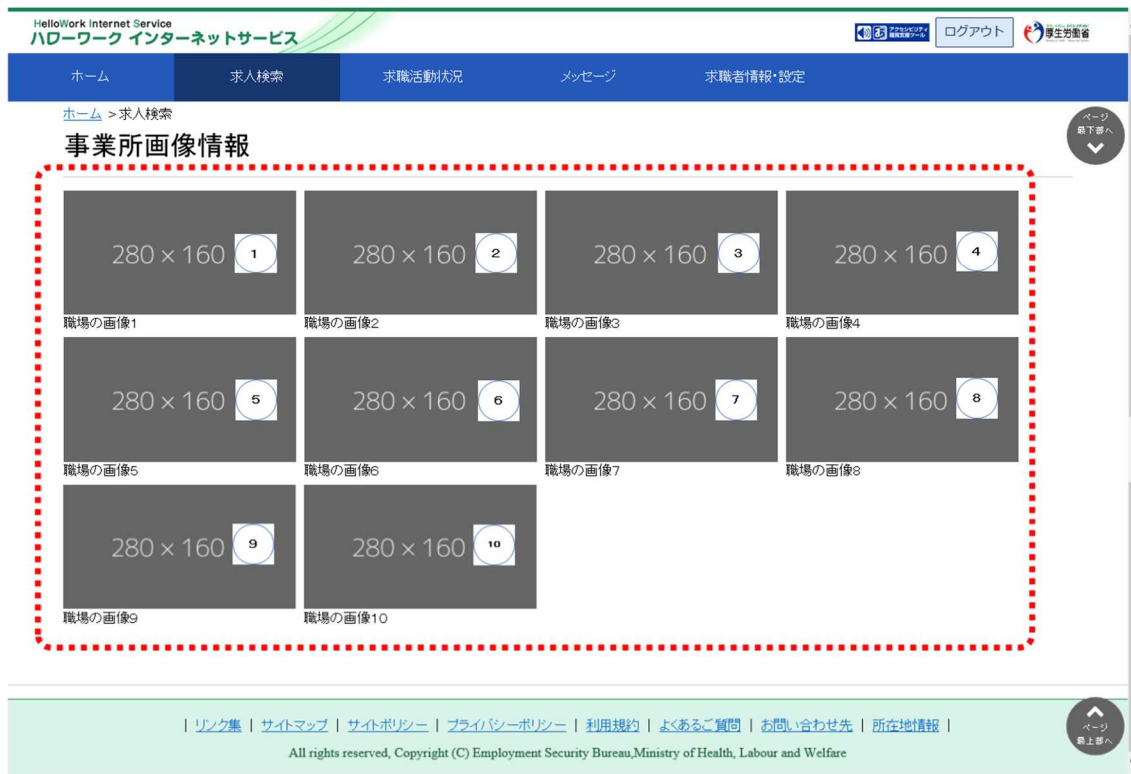 HelloWork Internet Service
ハローワーク インターネットサービス
アクセシビリティ
ログアウト
厚生労働省
ホーム
求人検索
求職活動状況
メッセージ
求職者情報・設定
ホーム >求人検索
ページ
最下部へ
事業所画像情報
280 × 160 1
280 × 160 2
280 × 160 3
280 × 160 4
職場の画像1
職場の画像2
職場の画像3
職場の画像4
280 × 160 5
280 × 160 6
280 × 160 7
280 × 160 8
職場の画像5
職場の画像6
職場の画像7
職場の画像8
280 × 160 9
280 × 160 10
職場の画像9
職場の画像10
| リンク集 | サイトマップ | サイトポリシー | プライバシーポリシー | 利用規約 | よくあるご質問 | お問い合わせ先 | 所在地情報 |
All rights reserved, Copyright (C) Employment Security Bureau,Ministry of Health, Labour and Welfare
ページ
最上部へ